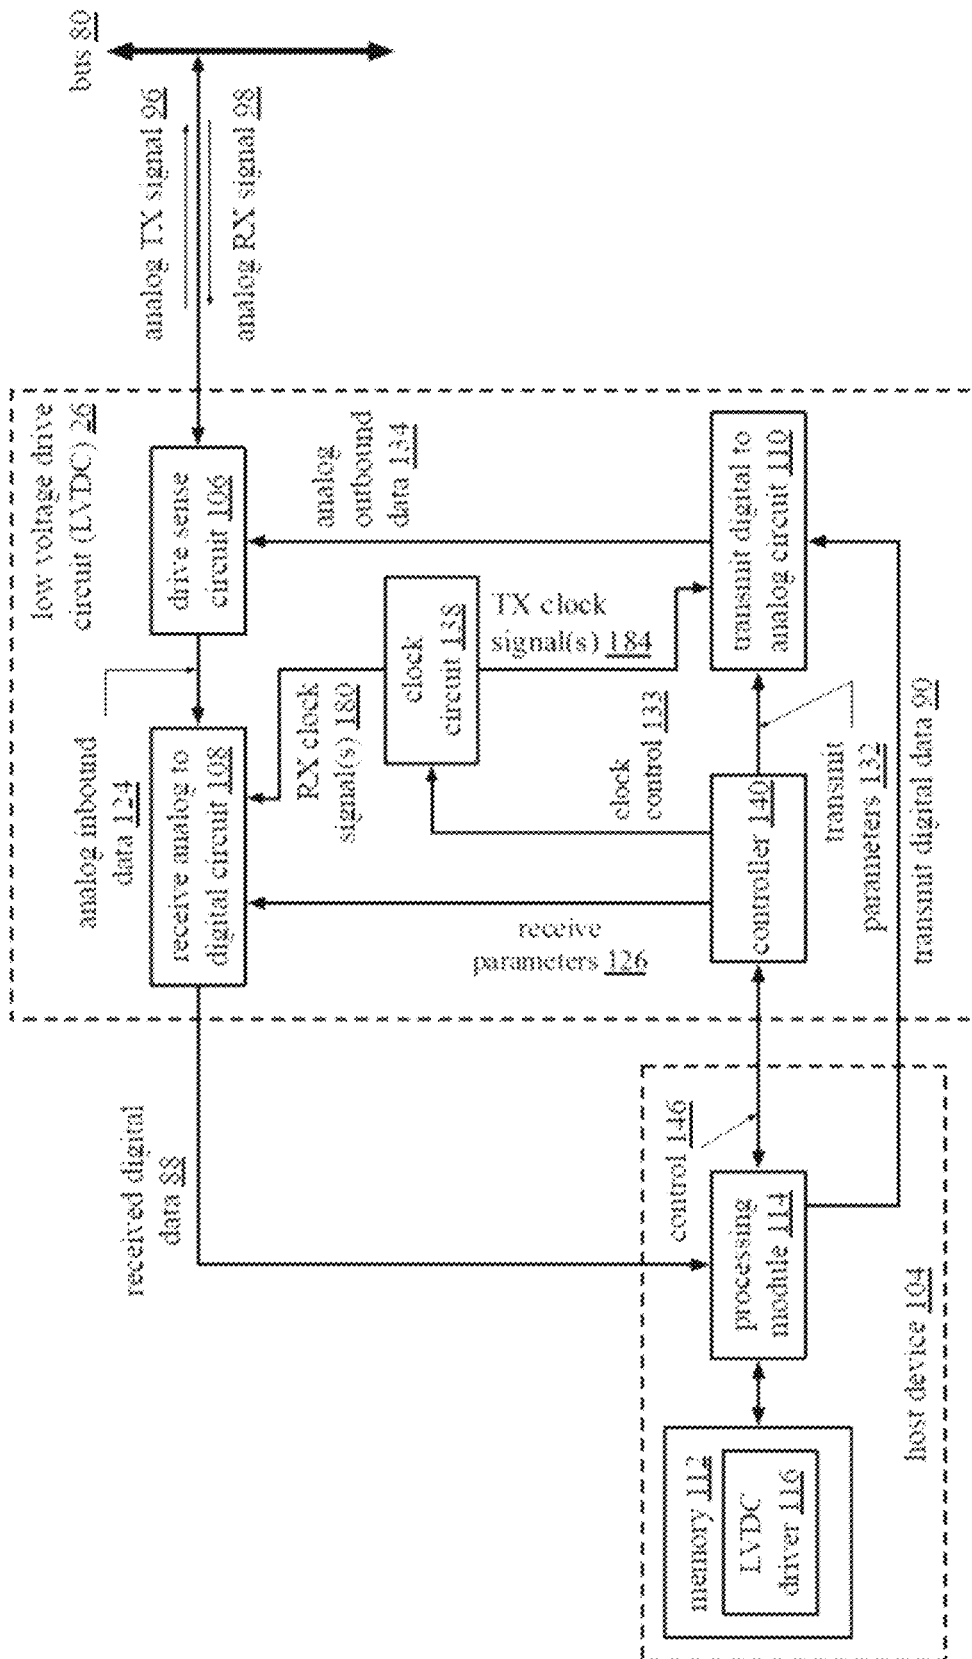 low voltage drive
circuit (LVDC) 26
bus 80
received digital
data 88
analog inbound
data 124
receive analog to
digital circuit 108
drive sense
circuit 106
analog TX signal 96
analog RX signal 98
RX clock
signal(s) 180
clock
circuit 138
analog
outbound
data 134
TX clock
signal(s) 184
receive
parameters 126
clock
control 133
control 146
memory 112
LVDC
driver 116
processing
module 114
controller 140
transmit digital to
analog circuit 110
transmit
parameters 132
host device 104
transmit digital data 90